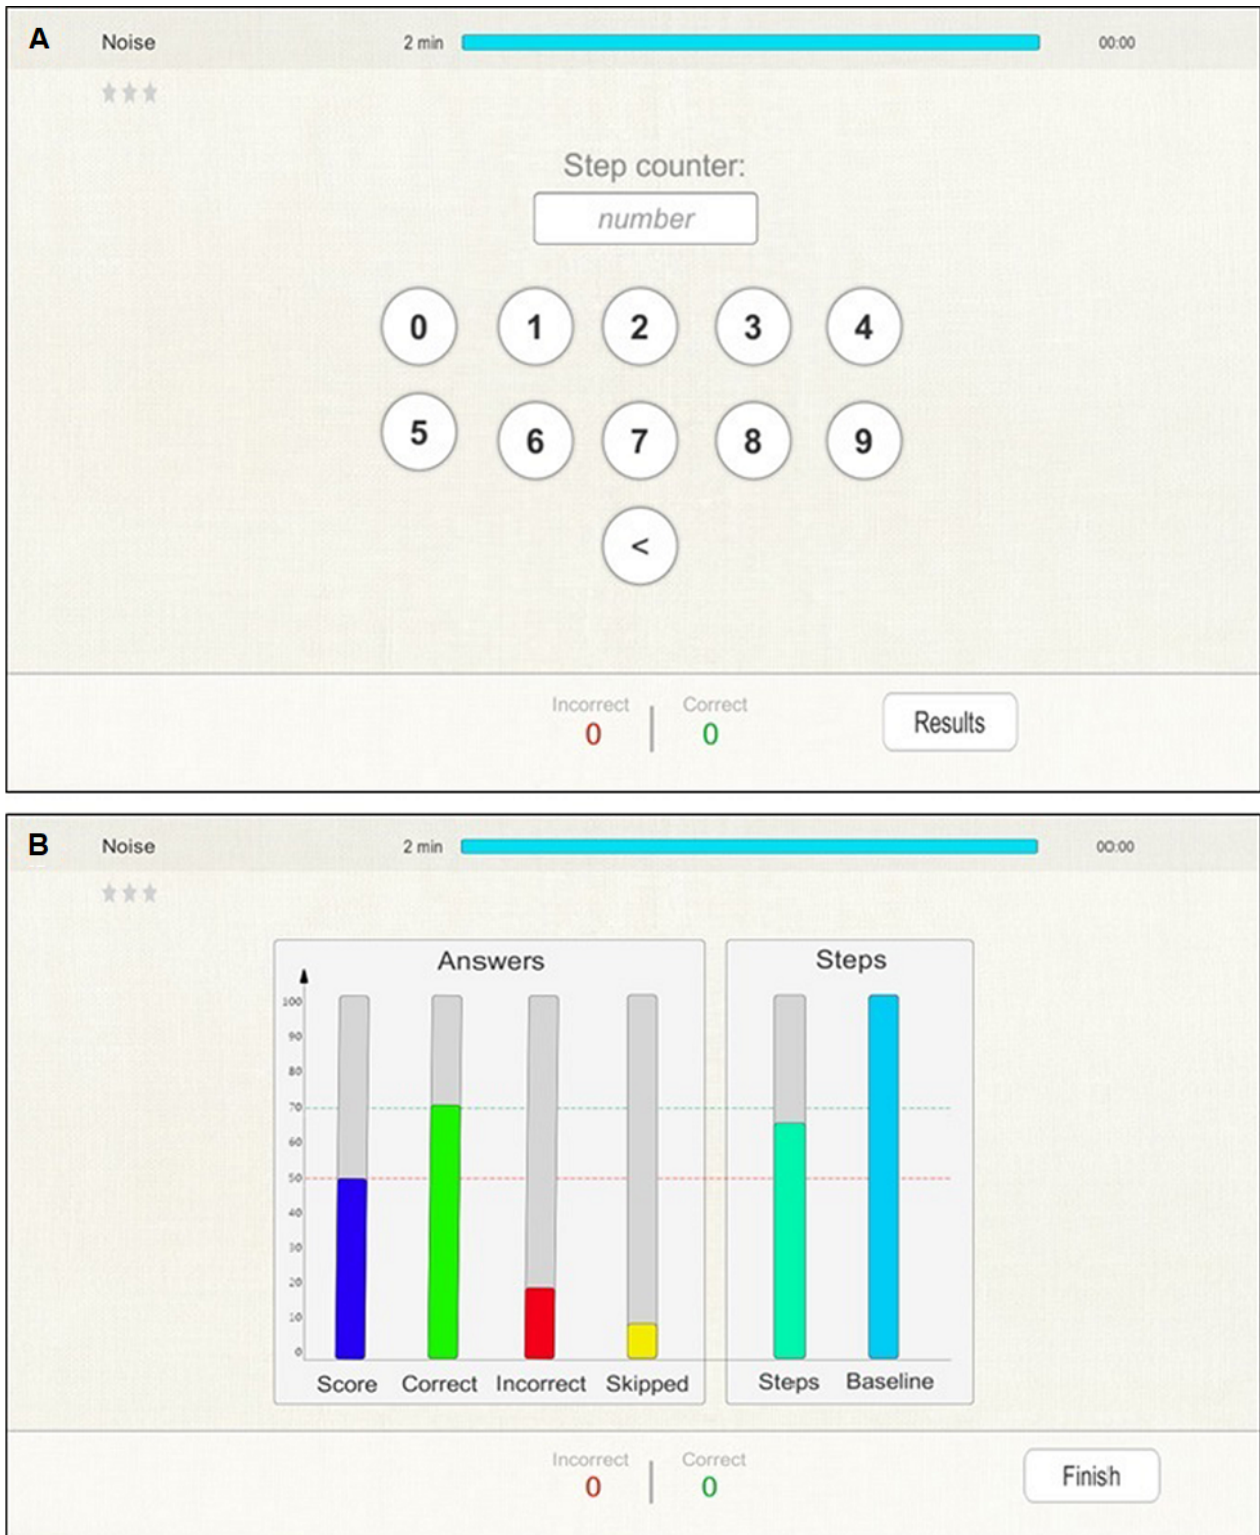 A Noise 2 min 00:00
Step counter:
number
0 1 2 3 4
5 6 7 8 9
<
Incorrect Correct
0 0
Results
B Noise 2 min 00:00
Answers Steps
100
90
80
70
60
50
40
30
20
10
0
Score Correct Incorrect Skipped Steps Baseline
Incorrect Correct
0 0
Finish